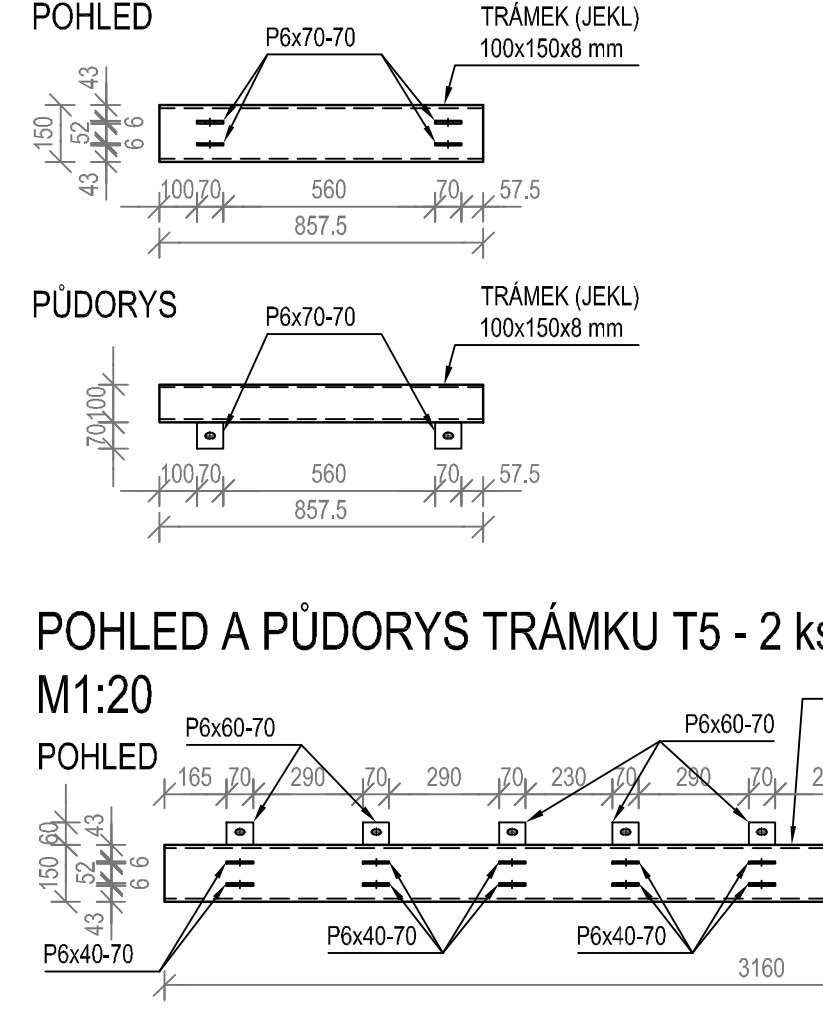 POHLED
P6x70-70
TRÁMEK (JEKL)
100x150x8 mm
43
150
52
6
6
43
100 70 560 70 57.5
857.5
PŮDORYS
P6x70-70
TRÁMEK (JEKL)
100x150x8 mm
100
70
100 70 560 70 57.5
857.5
POHLED A PŮDORYS TRÁMKU T5 - 2 ks
M1:20
P6x60-70
P6x60-70
POHLED
165 70 290 70 290 70 230 70 290 70 2
60
43
150
52
6
6
43
P6x40-70
P6x40-70
P6x40-70
3160